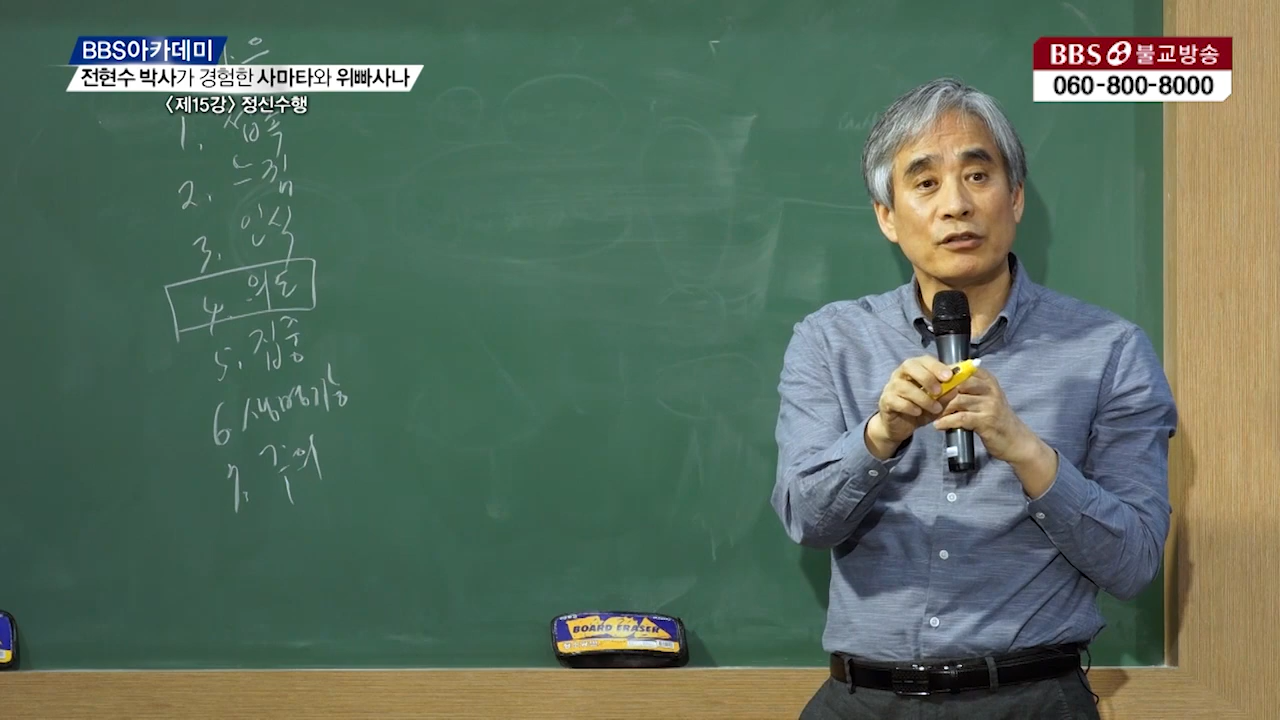 BBS아카데미
전현수 박사가 경험한 사마타와 위빠사나
<제15강> 정신수행
BBS 불교방송
060-800-8000
1. 접촉
2. 느낌
3. 인식
4. 의도
5. 집중
6 생명기능
7. 주의
BOARD ERASER